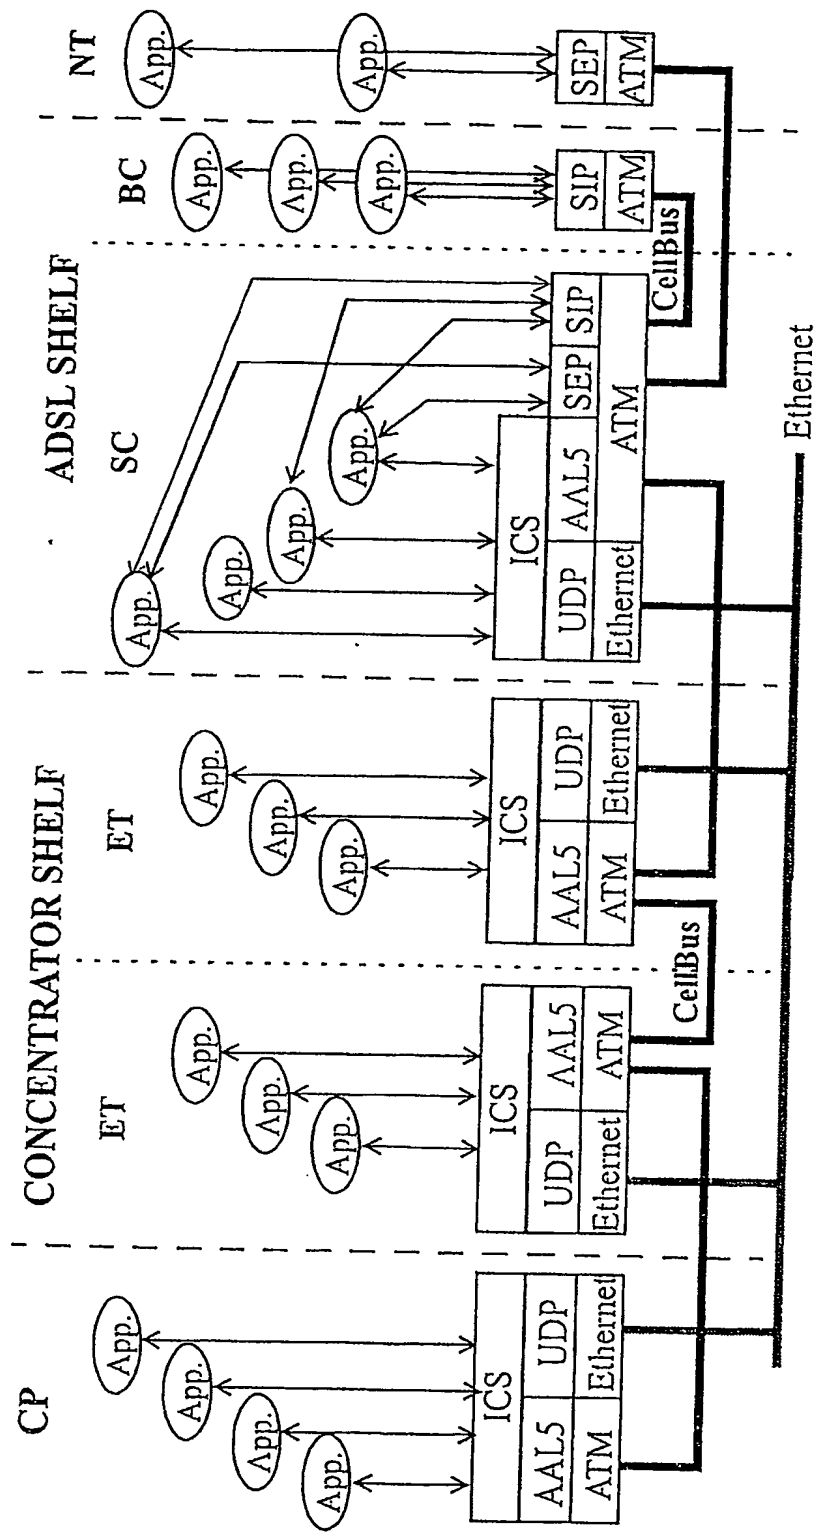 CP
App.
App.
App.
App.
ICS
AAL5 UDP
ATM Ethernet
CONCENTRATOR SHELF
ET
App.
App.
App.
ICS
UDP AAL5
Ethernet ATM
CellBus
ET
App.
App.
App.
ICS
AAL5 UDP
ATM Ethernet
ADSL SHELF
SC
App.
App.
App.
App.
ICS
UDP AAL5 SEP SIP
Ethernet ATM
CellBus
BC
App.
App.
App.
SIP
ATM
NT
App.
App.
SEP
ATM
Ethernet